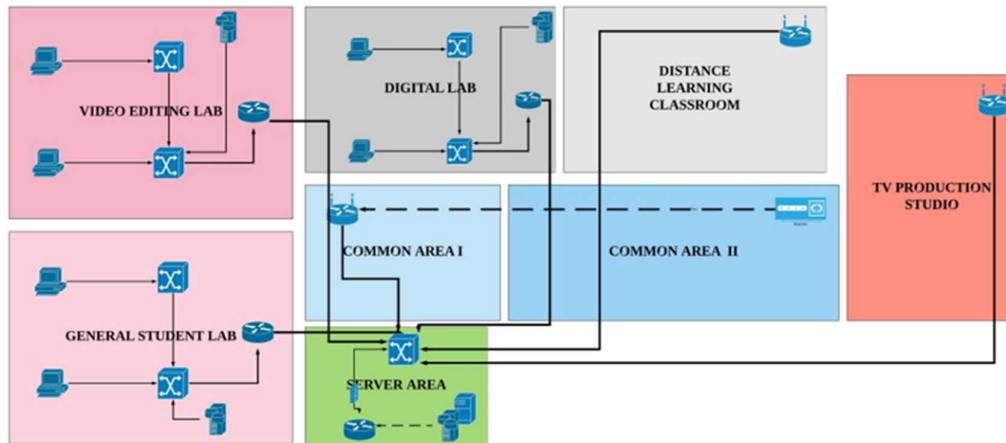 VIDEO EDITING LAB
DIGITAL LAB
DISTANCE
LEARNING
CLASSROOM
TV PRODUCTION
STUDIO
COMMON AREA I
COMMON AREA II
GENERAL STUDENT LAB
SERVER AREA